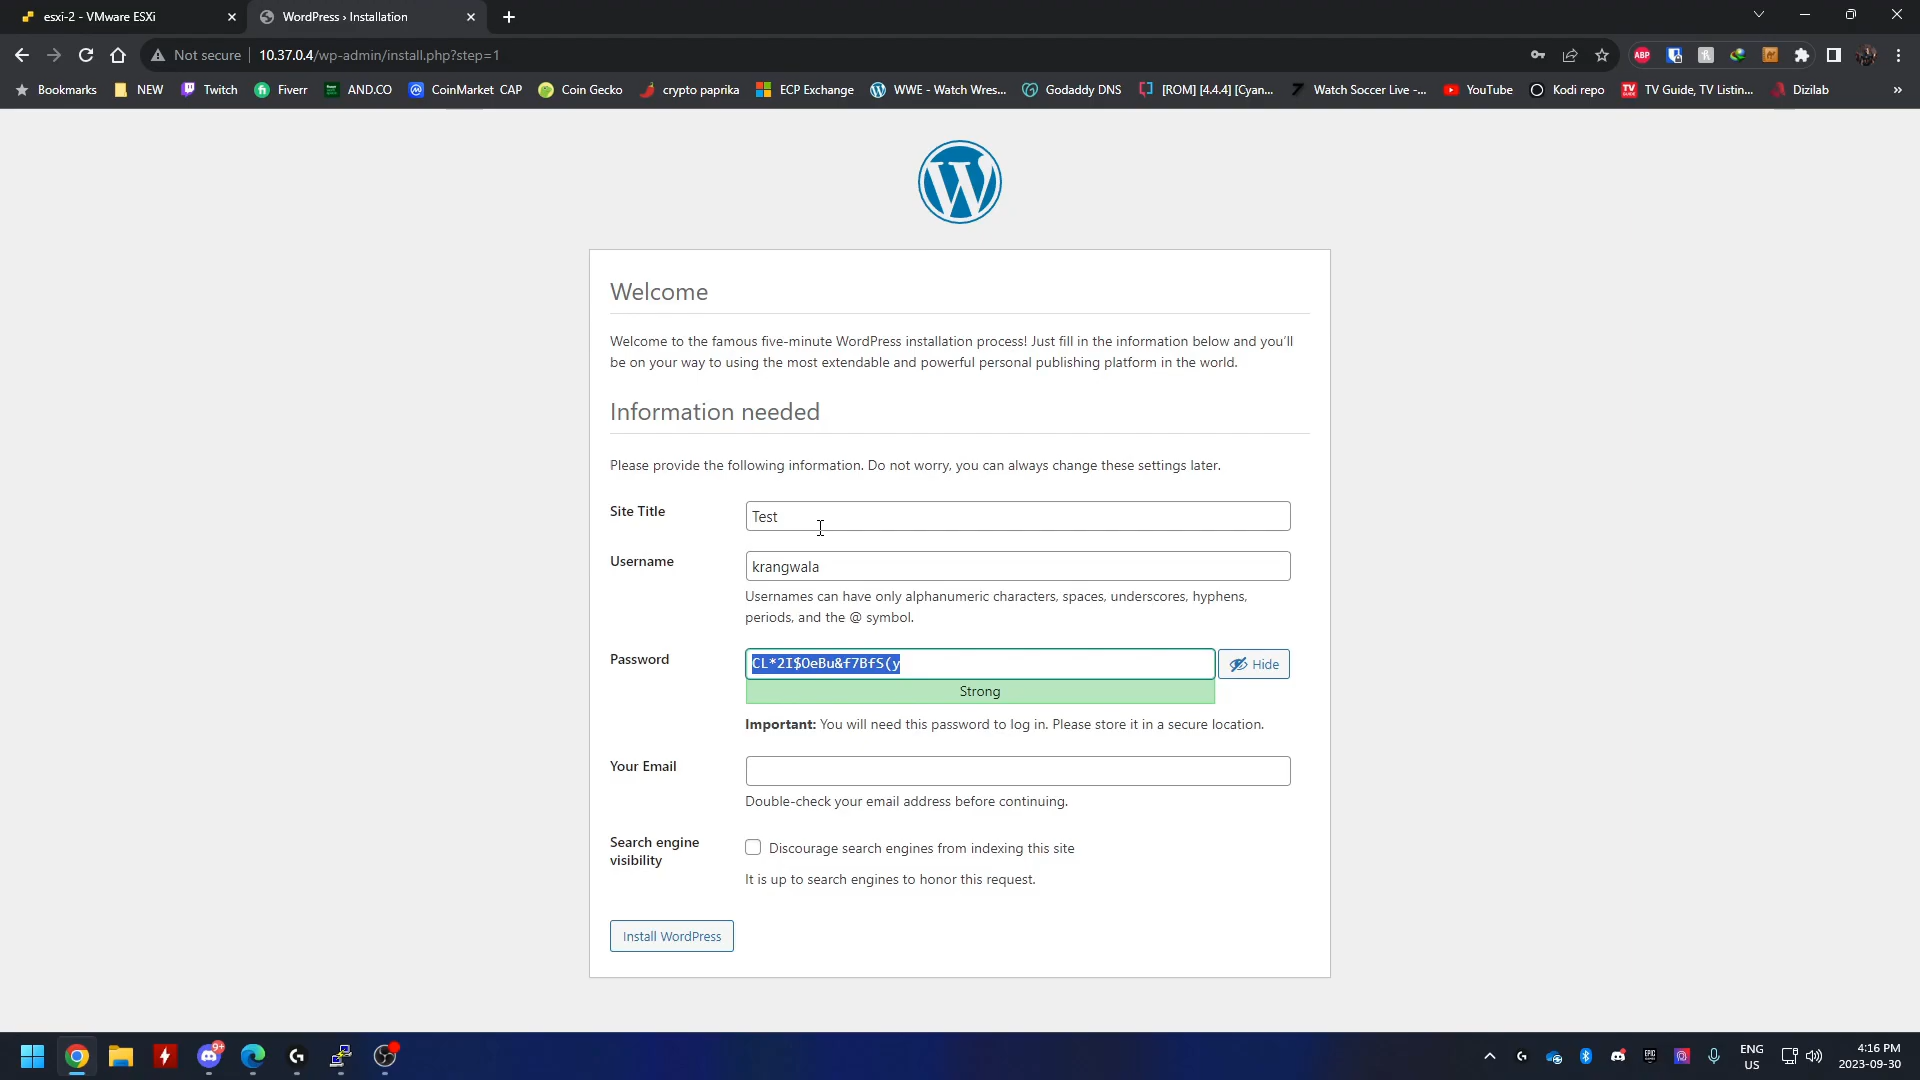 esxi-2 - VMware ESXi
WordPress › Installation
Not secure
10.37.0.4/wp-admin/install.php?step=1
ABP
Bookmarks
NEW
Twitch
Fiverr
AND.CO
CoinMarket CAP
Coin Gecko
crypto paprika
ECP Exchange
WWE - Watch Wres...
Godaddy DNS
[ROM] [4.4.4] [Cyan...
Watch Soccer Live -...
YouTube
Kodi repo
TV Guide, TV Listin...
Dizilab
»
Welcome
Welcome to the famous five-minute WordPress installation process! Just fill in the information below and you’ll
be on your way to using the most extendable and powerful personal publishing platform in the world.
Information needed
Please provide the following information. Do not worry, you can always change these settings later.
Site Title
Test
Username
krangwala
Usernames can have only alphanumeric characters, spaces, underscores, hyphens,
periods, and the @ symbol.
Password
CL*2I$OeBu&f7BfS(y
Hide
Strong
Important: You will need this password to log in. Please store it in a secure location.
Your Email
Double-check your email address before continuing.
Search engine
visibility
Discourage search engines from indexing this site
It is up to search engines to honor this request.
Install WordPress
9+
ENG
US
4:16 PM
2023-09-30